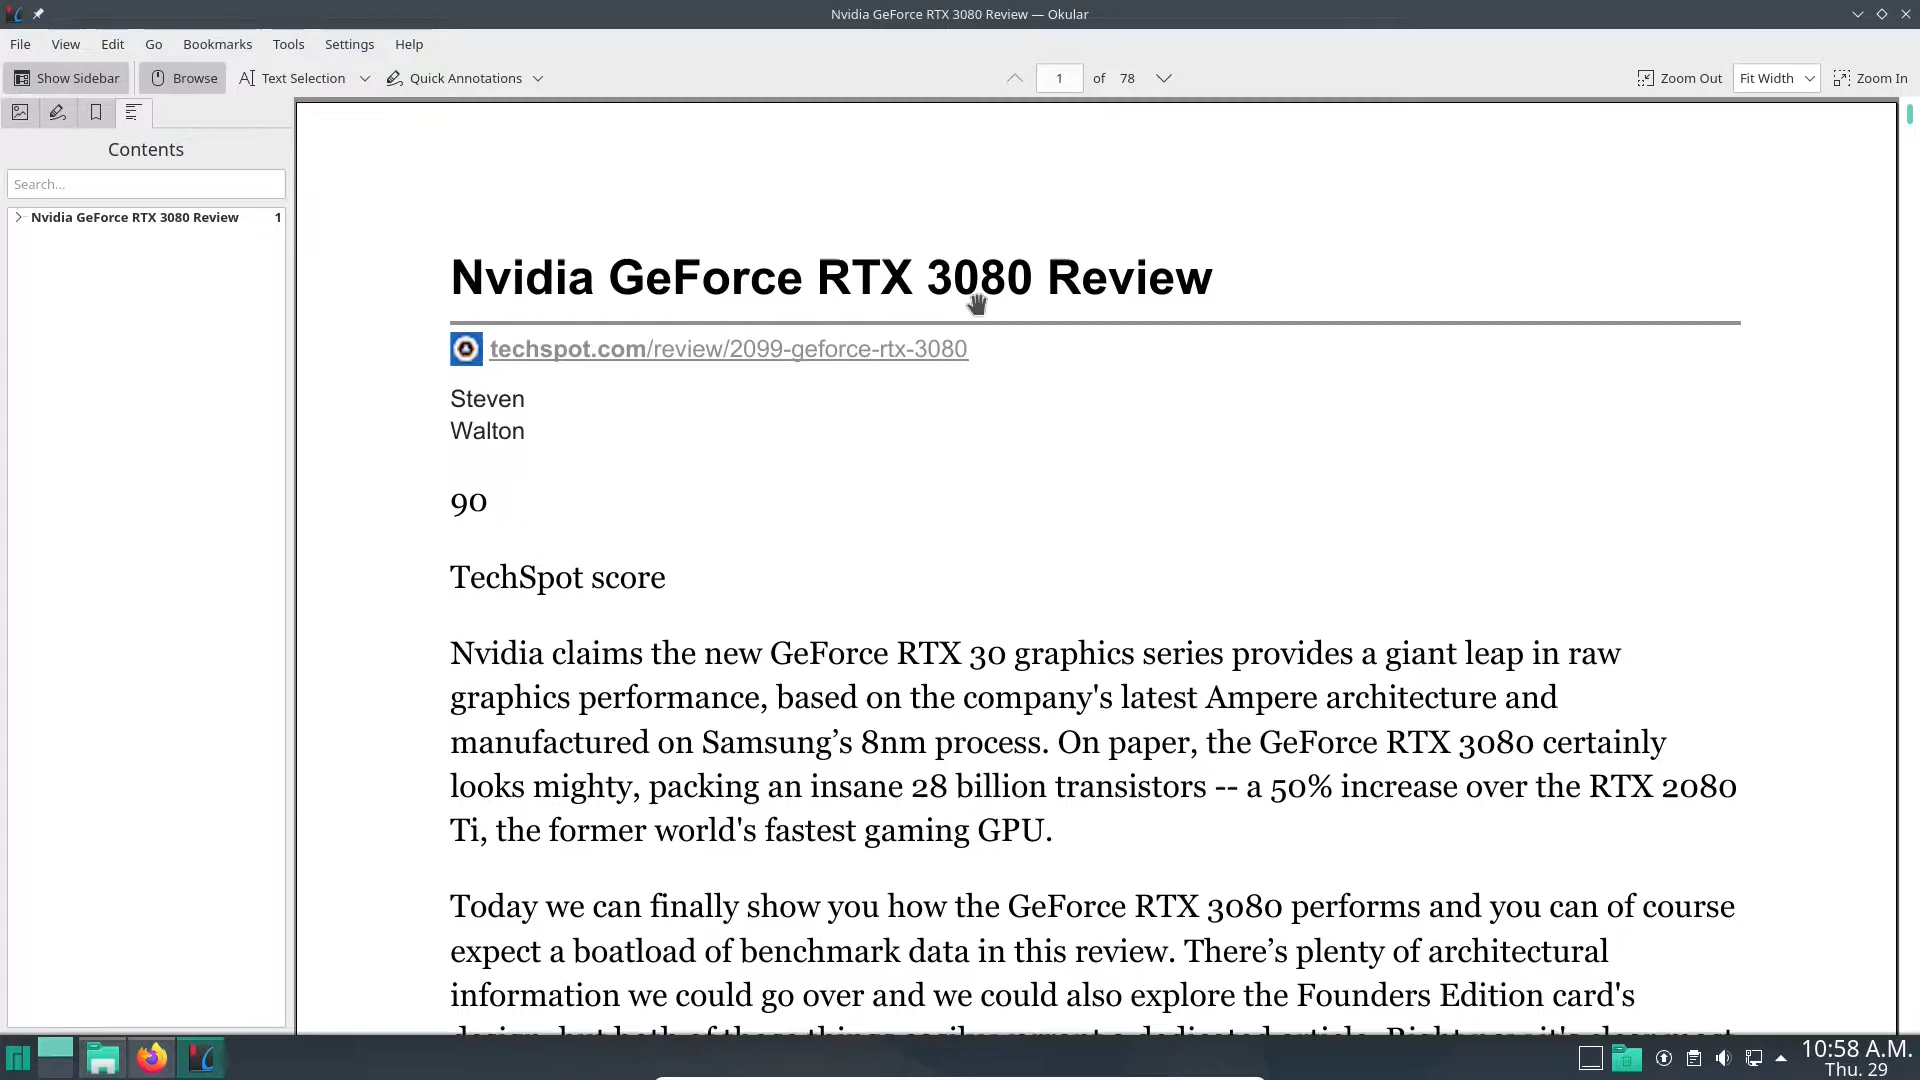 Nvidia GeForce RTX 3080 Review — Okular
File View Edit Go Bookmarks Tools Settings Help
Show Sidebar Browse Text Selection Quick Annotations 1 of 78 Zoom Out Fit Width Zoom In
Contents
Search...
Nvidia GeForce RTX 3080 Review 1
Nvidia GeForce RTX 3080 Review
techspot.com/review/2099-geforce-rtx-3080
Steven
Walton
90
TechSpot score
Nvidia claims the new GeForce RTX 30 graphics series provides a giant leap in raw
graphics performance, based on the company's latest Ampere architecture and
manufactured on Samsung’s 8nm process. On paper, the GeForce RTX 3080 certainly
looks mighty, packing an insane 28 billion transistors -- a 50% increase over the RTX 2080
Ti, the former world's fastest gaming GPU.
Today we can finally show you how the GeForce RTX 3080 performs and you can of course
expect a boatload of benchmark data in this review. There’s plenty of architectural
information we could go over and we could also explore the Founders Edition card's
10:58 A.M.
Thu. 29